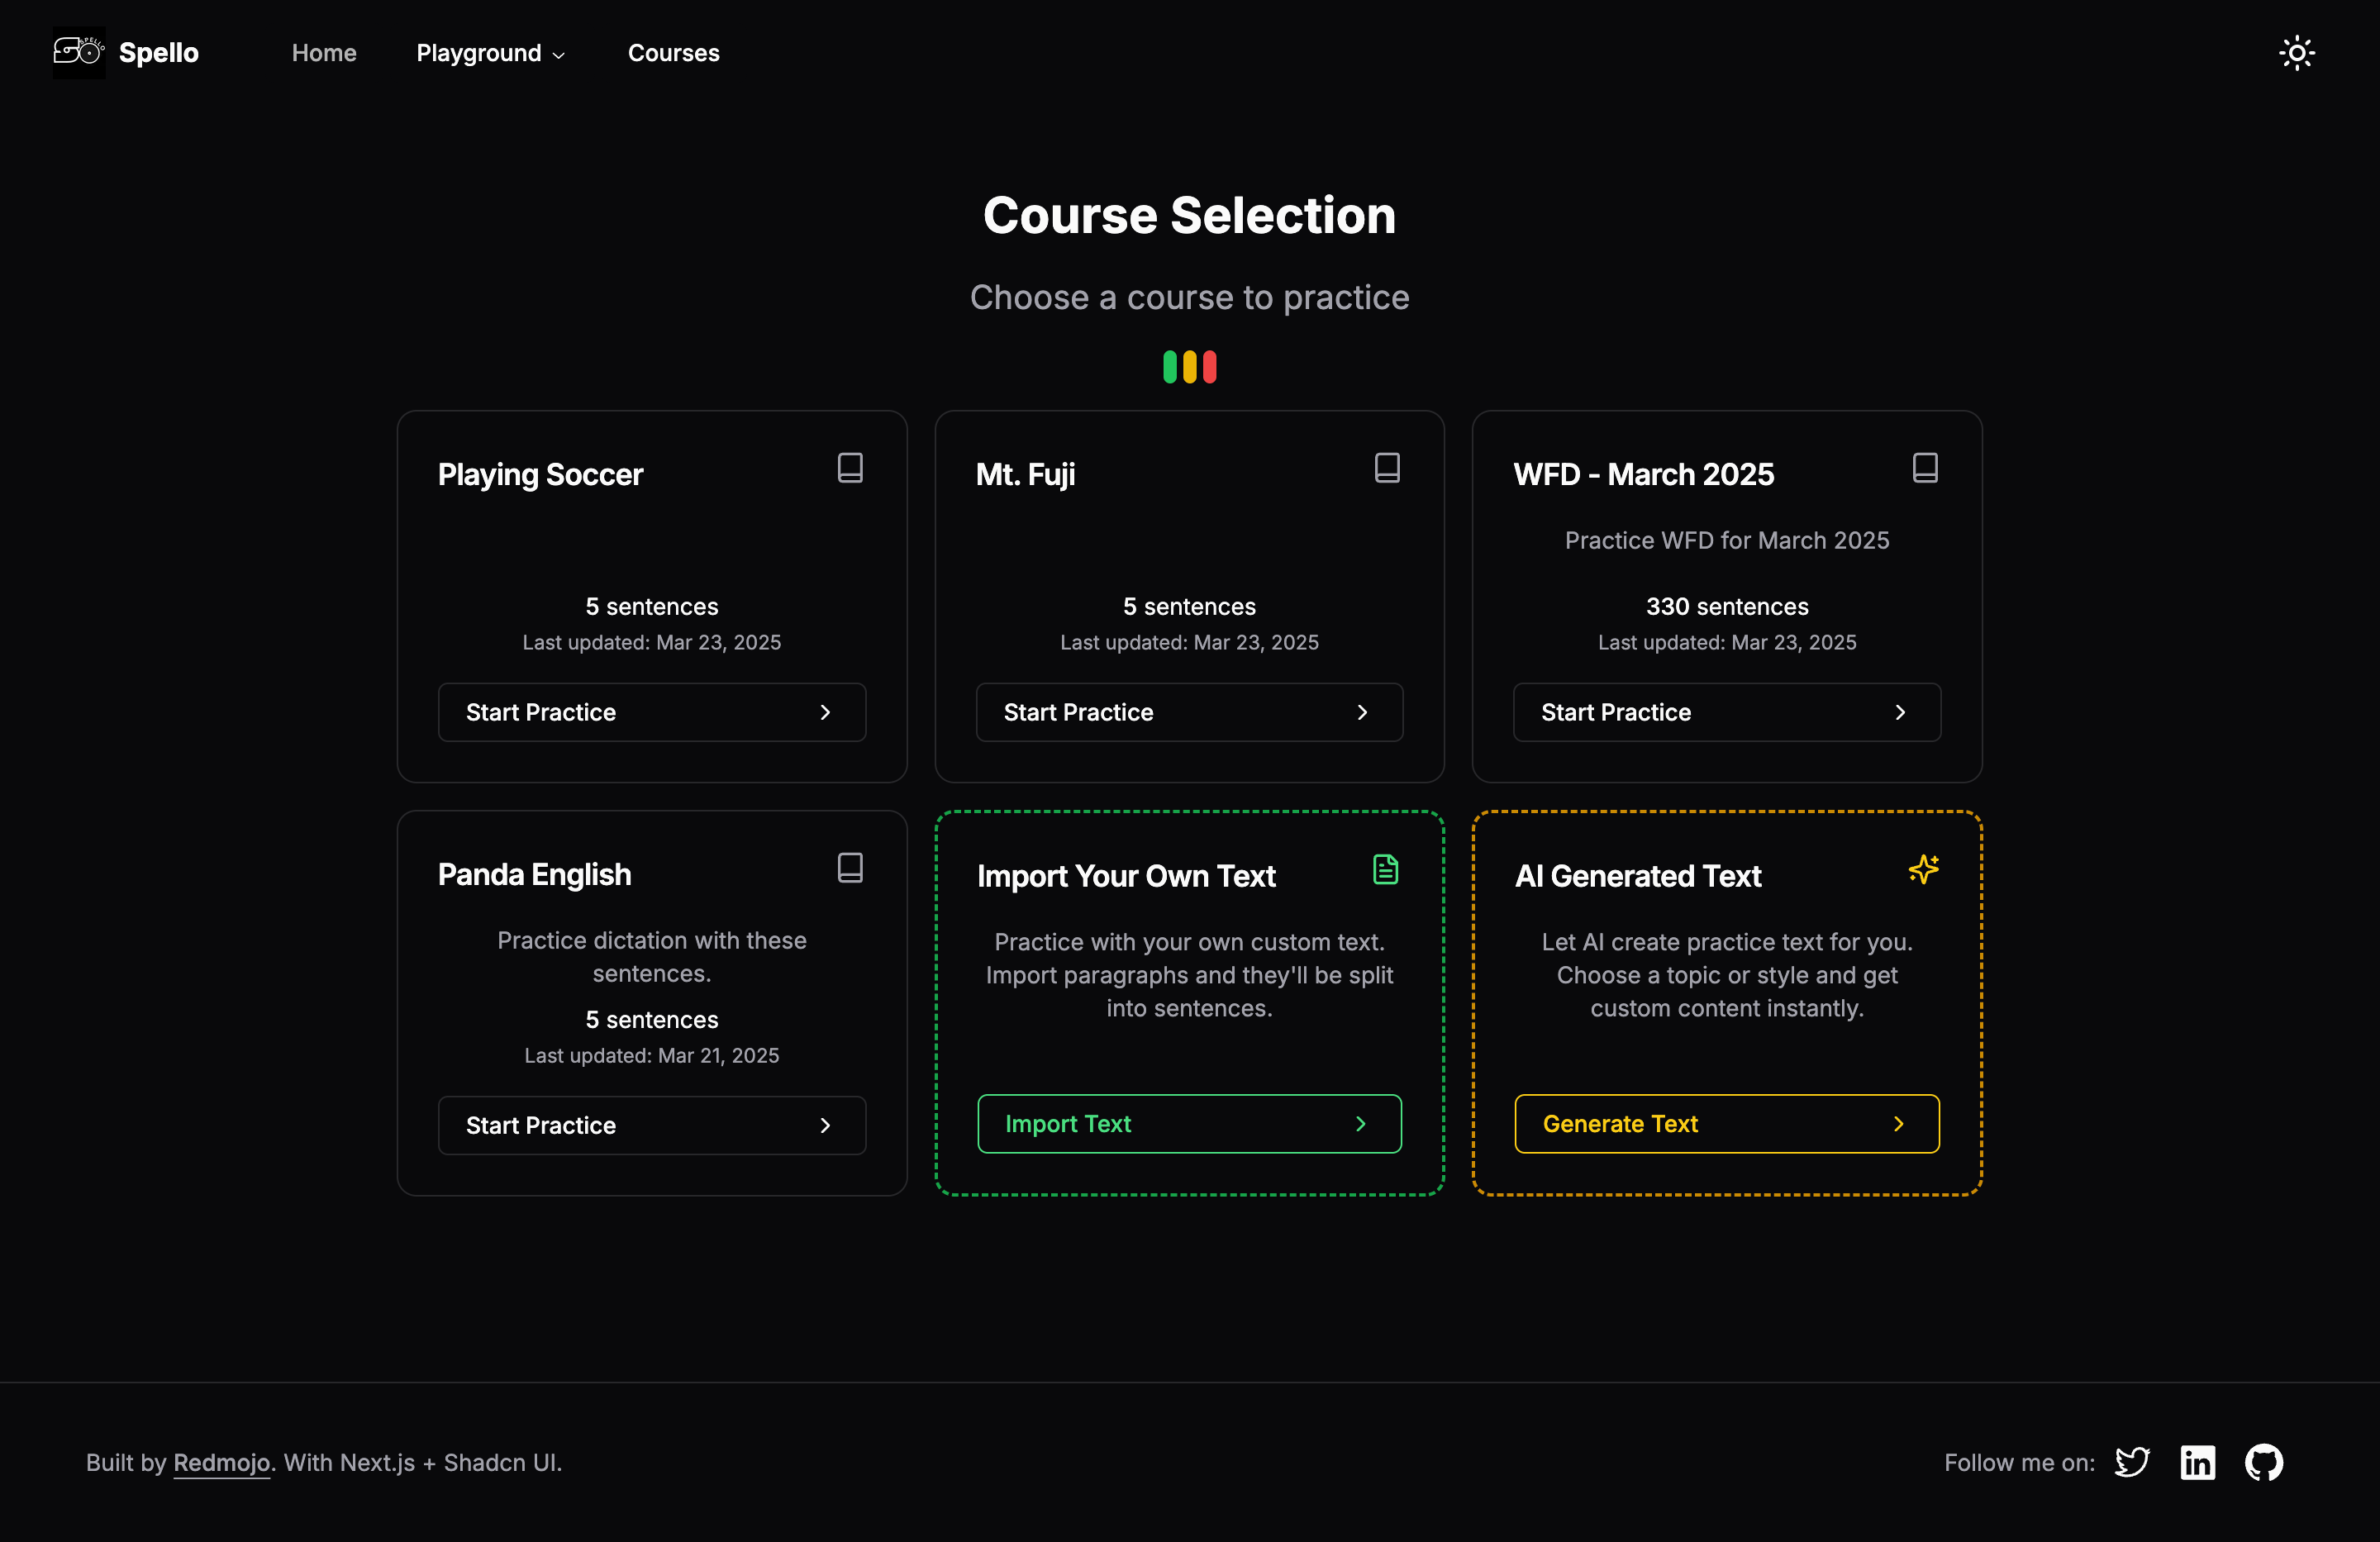 SPELLO
Spello
Home
Playground
Courses
Course Selection
Choose a course to practice
Playing Soccer
5 sentences
Last updated: Mar 23, 2025
Start Practice
Mt. Fuji
5 sentences
Last updated: Mar 23, 2025
Start Practice
WFD - March 2025
Practice WFD for March 2025
330 sentences
Last updated: Mar 23, 2025
Start Practice
Panda English
Practice dictation with these
sentences.
5 sentences
Last updated: Mar 21, 2025
Start Practice
Import Your Own Text
Practice with your own custom text.
Import paragraphs and they'll be split
into sentences.
Import Text
AI Generated Text
Let AI create practice text for you.
Choose a topic or style and get
custom content instantly.
Generate Text
Built by Redmojo. With Next.js + Shadcn UI.
Follow me on: